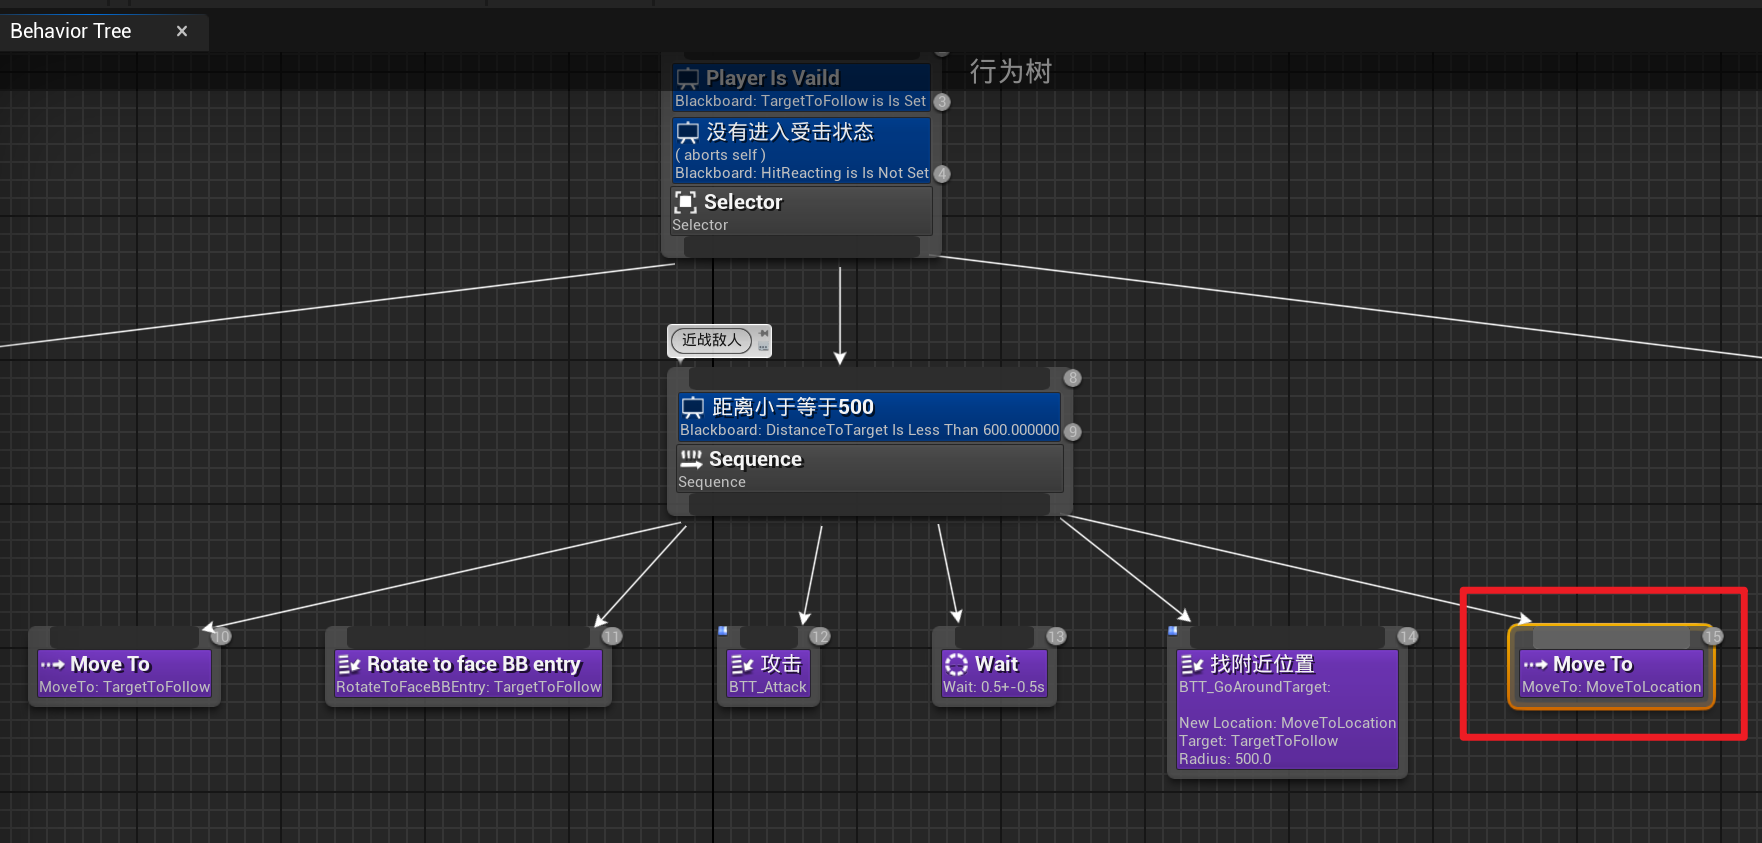 Behavior Tree
行为树
Player Is Vaild
Blackboard: TargetToFollow is Is Set
3
没有进入受击状态
( aborts self )
Blackboard: HitReacting is Is Not Set
4
Selector
Selector
近战敌人
8
距离小于等于500
Blackboard: DistanceToTarget Is Less Than 600.000000
9
Sequence
Sequence
10
Move To
MoveTo: TargetToFollow
11
Rotate to face BB entry
RotateToFaceBBEntry: TargetToFollow
12
攻击
BTT_Attack
13
Wait
Wait: 0.5+-0.5s
14
找附近位置
BTT_GoAroundTarget:
New Location: MoveToLocation
Target: TargetToFollow
Radius: 500.0
15
Move To
MoveTo: MoveToLocation